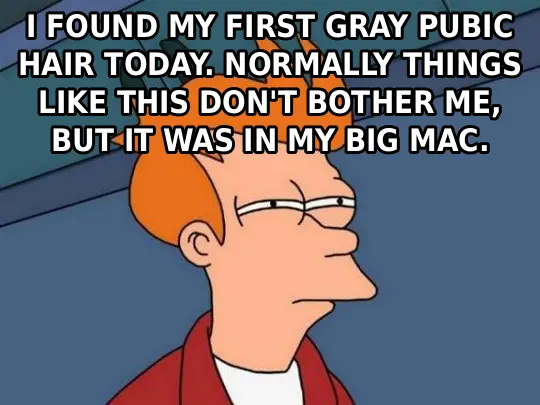 I FOUND MY FIRST GRAY PUBIC
HAIR TODAY. NORMALLY THINGS
LIKE THIS DON'T BOTHER ME,
BUT IT WAS IN MY BIG MAC.